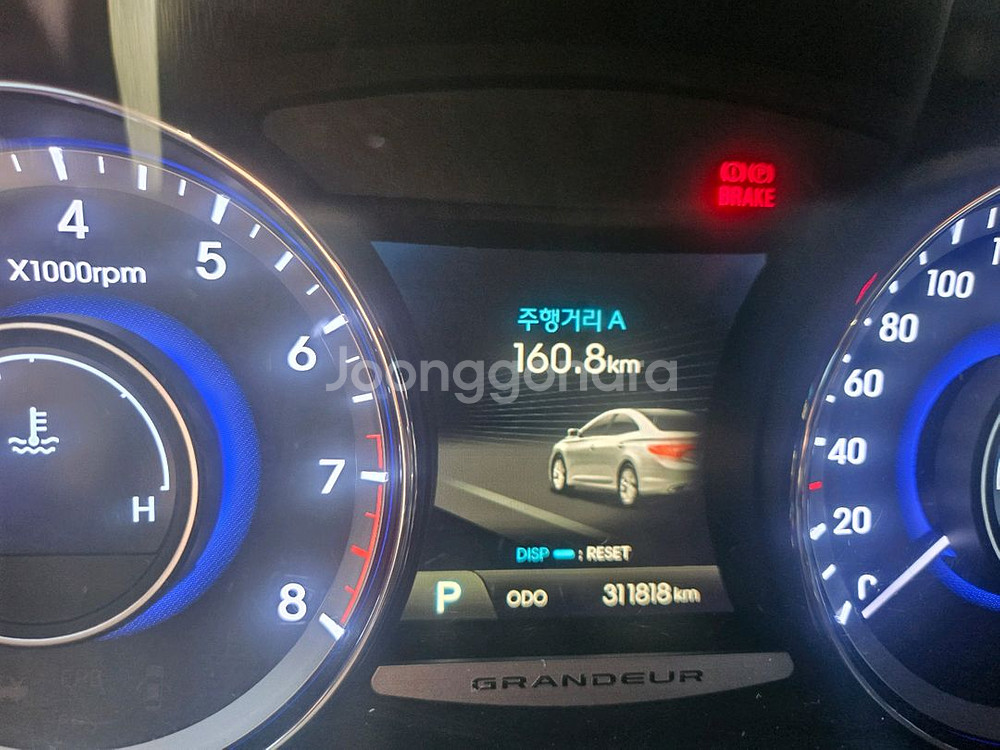 BRAKE
4
5
X1000rpm
6
7
8
H
주행거리 A
160.8km
Joonggonara
DISP : RESET
P ODO 311818km
GRANDEUR
100
80
60
40
20